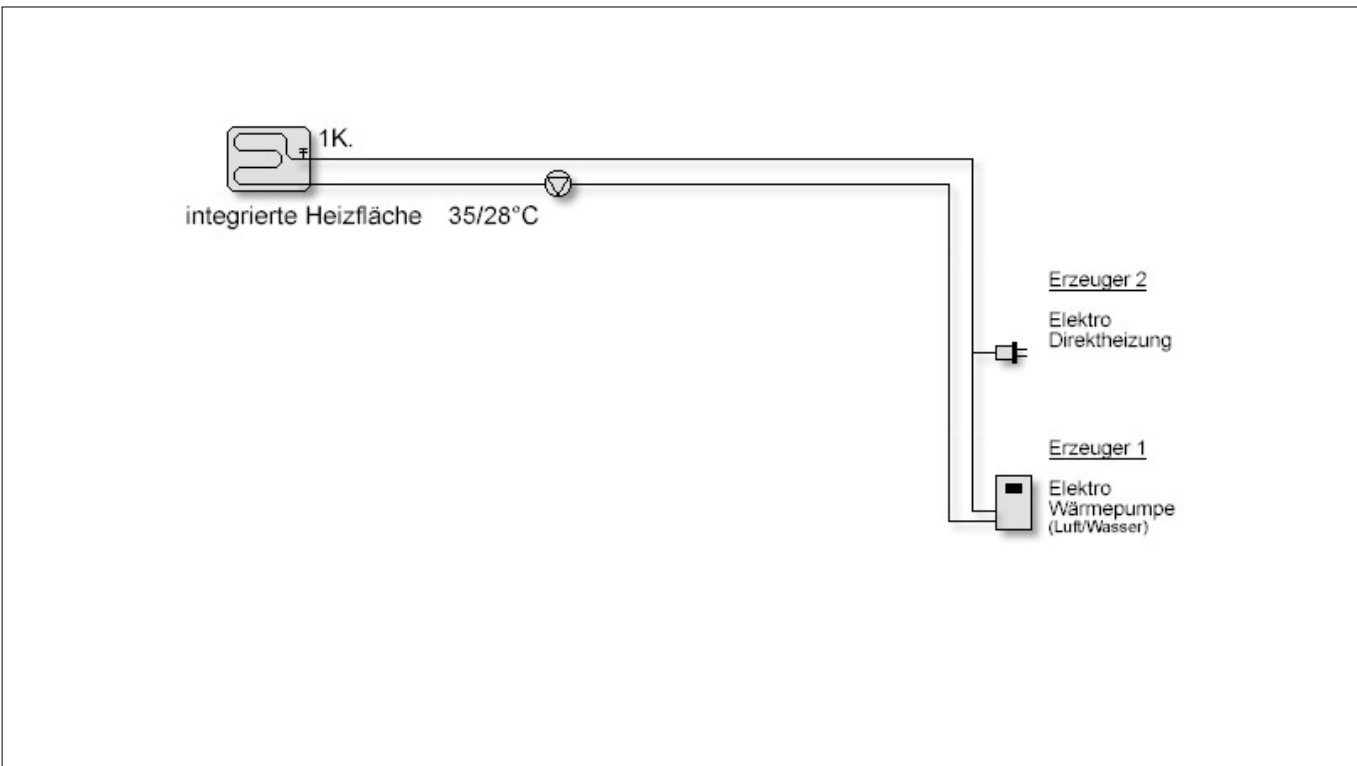 1K.
integrierte Heizfläche 35/28°C
Erzeuger 2
Elektro
Direktheizung
Erzeuger 1
Elektro
Wärmepumpe
(Luft/Wasser)